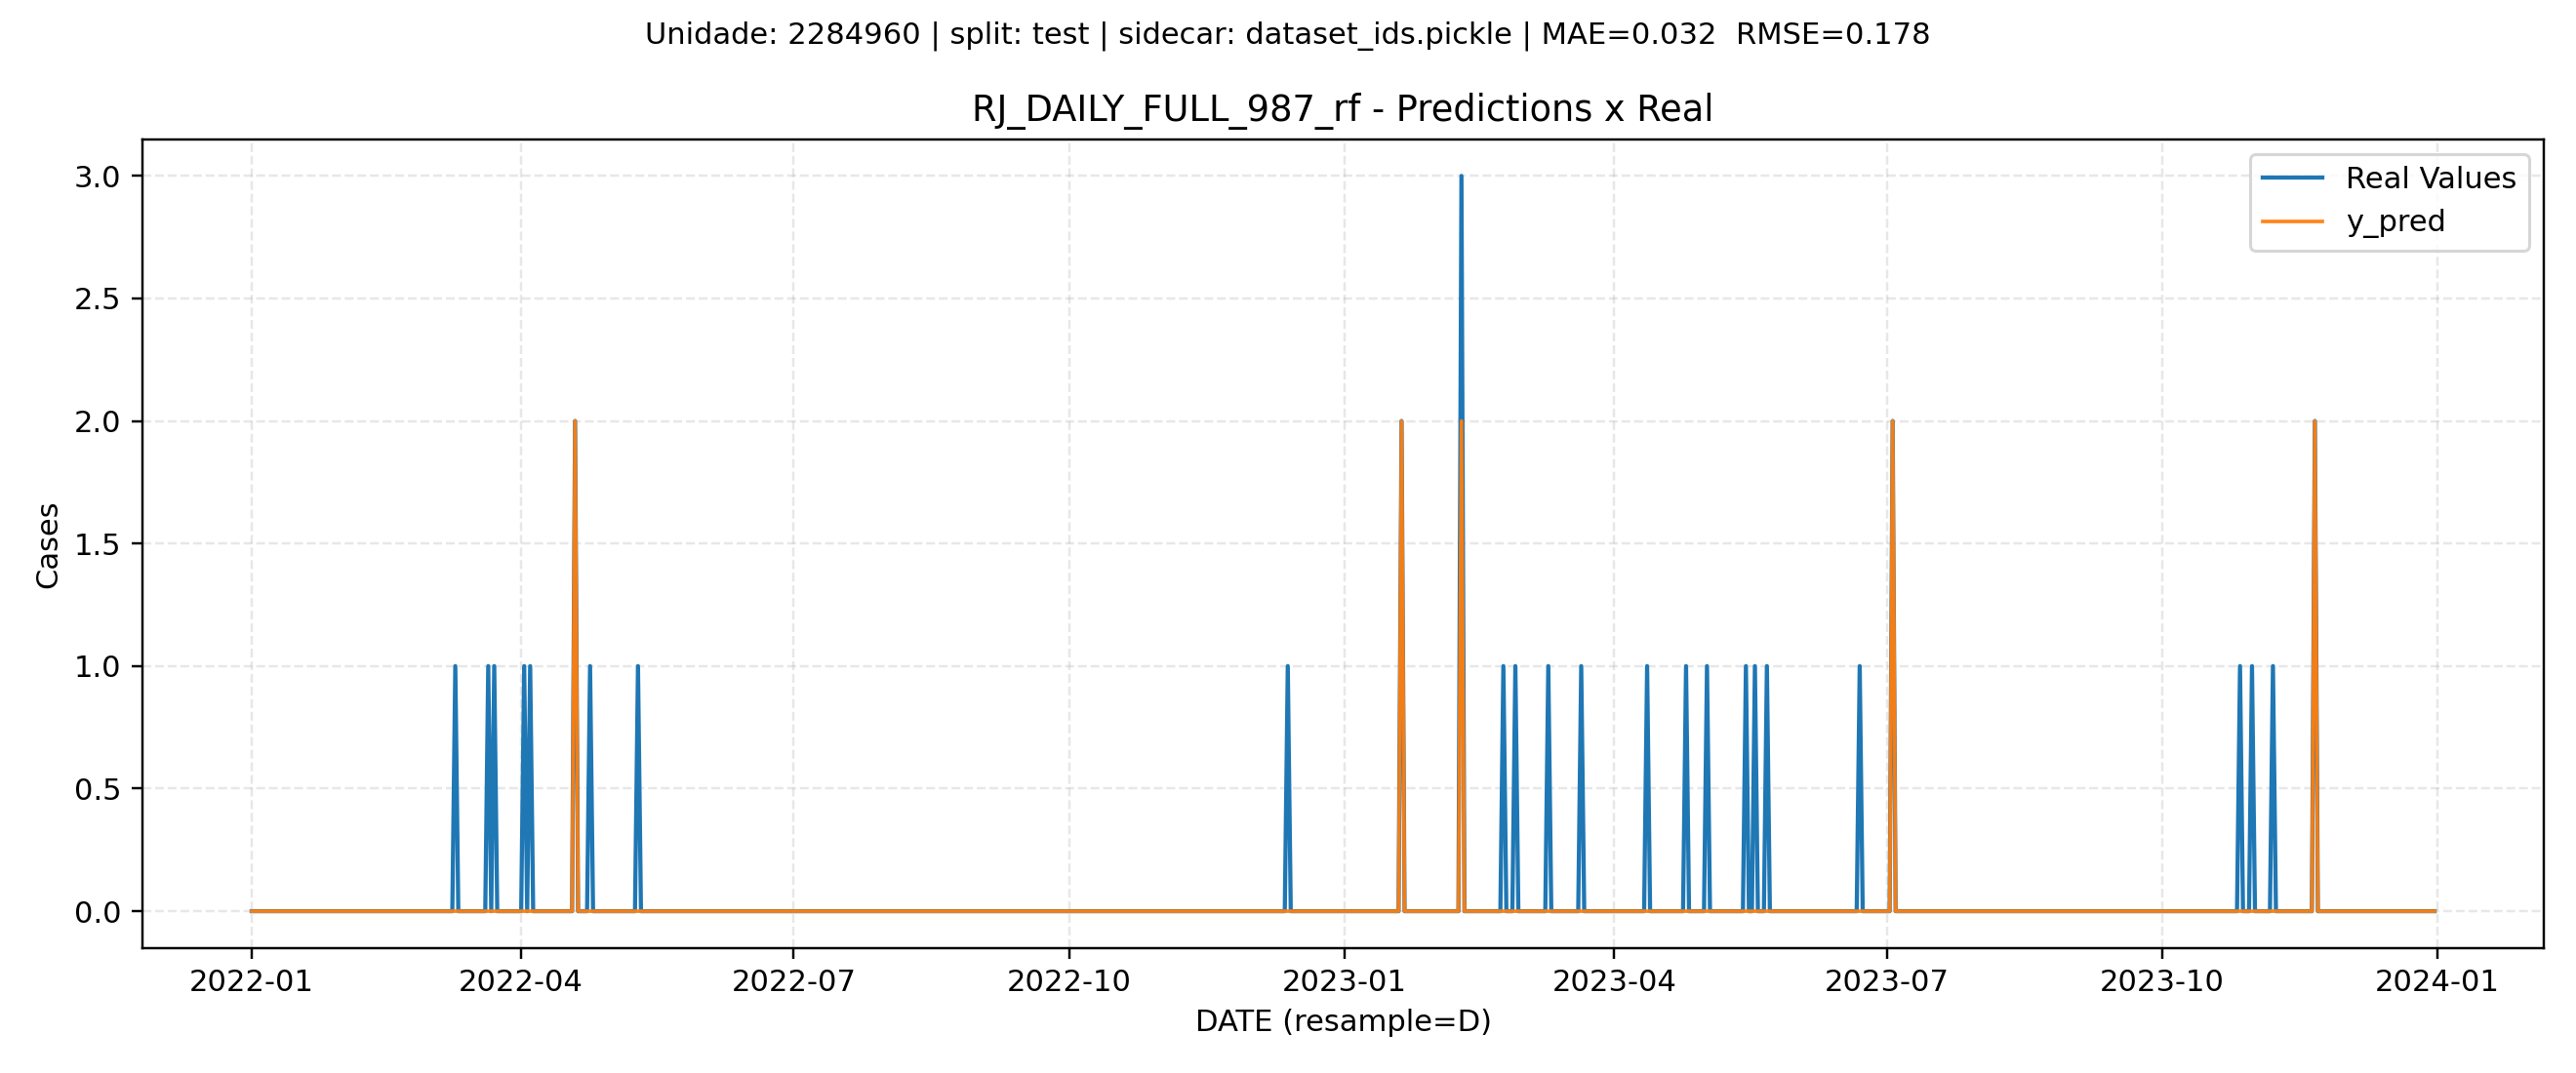 Unidade: 2284960 | split: test | sidecar: dataset_ids.pickle | MAE=0.032  RMSE=0.178
RJ_DAILY_FULL_987_rf - Predictions x Real
Real Values
y_pred
Cases
3.0
2.5
2.0
1.5
1.0
0.5
0.0
2022-01 2022-04 2022-07 2022-10 2023-01 2023-04 2023-07 2023-10 2024-01
DATE (resample=D)